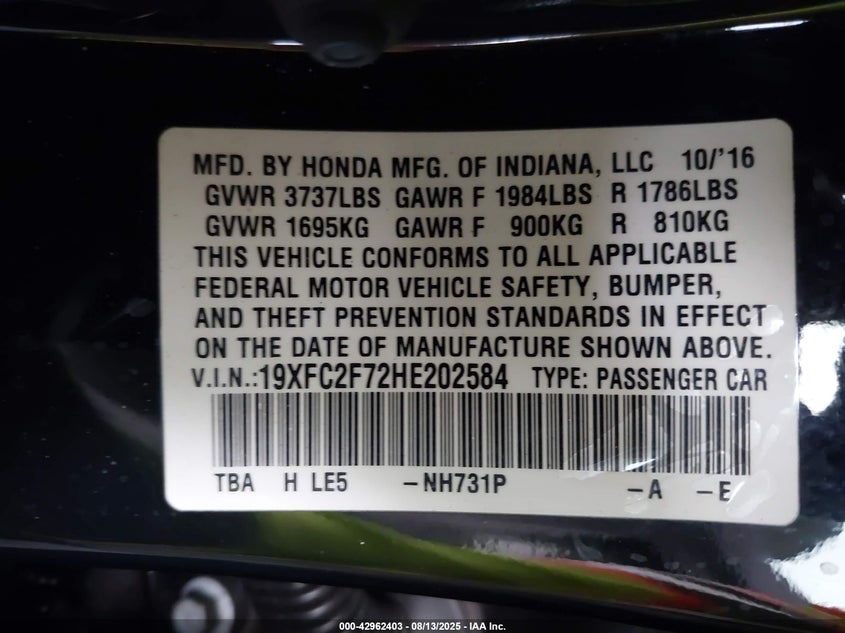 MFD. BY HONDA MFG. OF INDIANA, LLC 10/'16
GVWR 3737LBS GAWR F 1984LBS R 1786LBS
GVWR 1695KG GAWR F 900KG R 810KG
THIS VEHICLE CONFORMS TO ALL APPLICABLE
FEDERAL MOTOR VEHICLE SAFETY, BUMPER,
AND THEFT PREVENTION STANDARDS IN EFFECT
ON THE DATE OF MANUFACTURE SHOWN ABOVE.
V.I.N.:19XFC2F72HE202584 TYPE: PASSENGER CAR
TBA H LE5 -NH731P -A -E
000-42962403 - 08/13/2025 - IAA Inc.